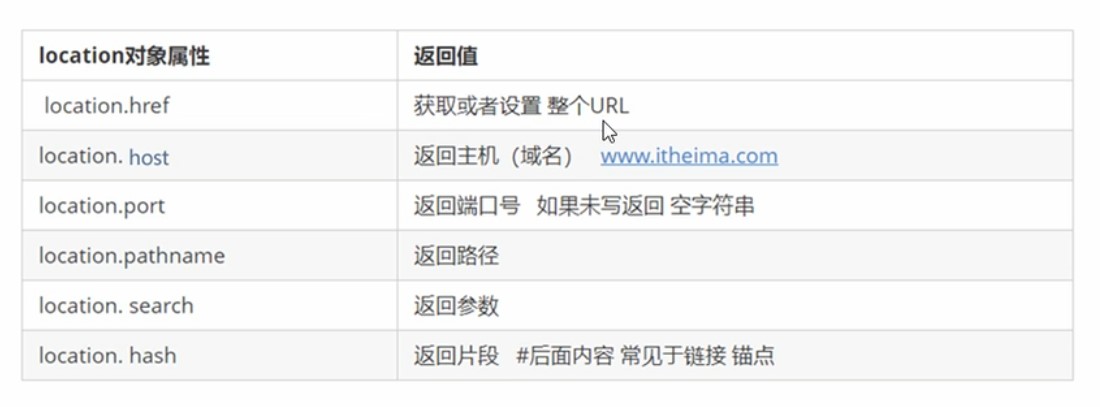 location对象属性 返回值
location.href 获取或者设置 整个URL
location. host 返回主机（域名） www.itheima.com
location.port 返回端口号 如果未写返回 空字符串
location.pathname 返回路径
location. search 返回参数
location. hash 返回片段 #后面内容 常见于链接 锚点